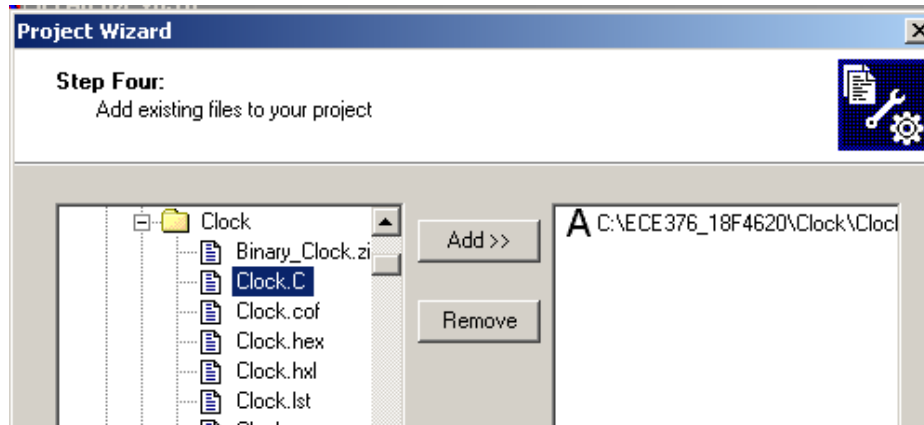 Project Wizard
Step Four:
Add existing files to your project
Clock
Binary_Clock.zi
Clock.C
Clock.cof
Clock.hex
Clock.hxl
Clock.lst
Add >>
Remove
A C:\ECE376_18F4620\Clock\Clocl